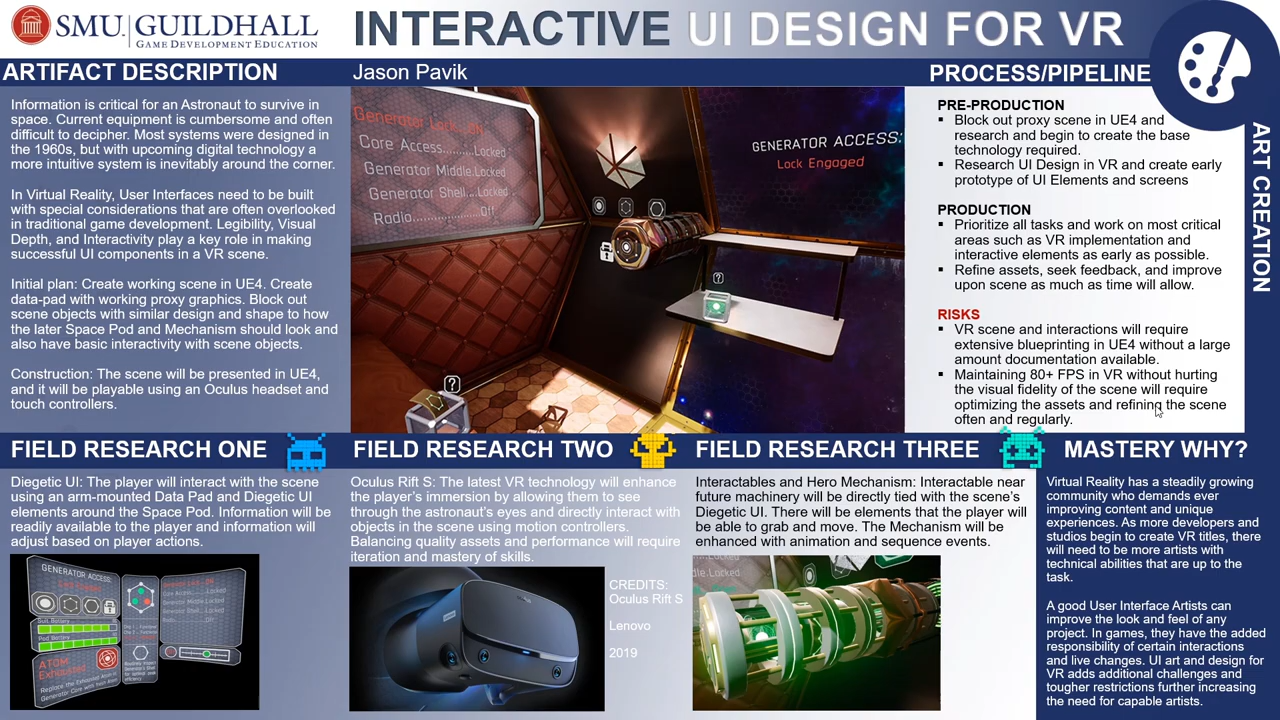 SMU. GUILDHALL
GAME DEVELOPMENT EDUCATION
INTERACTIVE UI DESIGN FOR VR
ARTIFACT DESCRIPTION
Jason Pavik
PROCESS/PIPELINE
ART CREATION
Information is critical for an Astronaut to survive in
space. Current equipment is cumbersome and often
difficult to decipher. Most systems were designed in
the 1960s, but with upcoming digital technology a
more intuitive system is inevitably around the corner.
In Virtual Reality, User Interfaces need to be built
with special considerations that are often overlooked
in traditional game development. Legibility, Visual
Depth, and Interactivity play a key role in making
successful UI components in a VR scene.
Initial plan: Create working scene in UE4. Create
data-pad with working proxy graphics. Block out
scene objects with similar design and shape to how
the later Space Pod and Mechanism should look and
also have basic interactivity with scene objects.
Construction: The scene will be presented in UE4,
and it will be playable using an Oculus headset and
touch controllers.
Generator Lock...ON
Core Access.........Locked
Generator Middle.Locked
Generator Shell....Locked
Radio..................Off
GENERATOR ACCESS:
Lock Engaged
?
?
PRE-PRODUCTION
▪ Block out proxy scene in UE4 and
research and begin to create the base
technology required.
▪ Research UI Design in VR and create early
prototype of UI Elements and screens
PRODUCTION
▪ Prioritize all tasks and work on most critical
areas such as VR implementation and
interactive elements as early as possible.
▪ Refine assets, seek feedback, and improve
upon scene as much as time will allow.
RISKS
▪ VR scene and interactions will require
extensive blueprinting in UE4 without a large
amount documentation available.
▪ Maintaining 80+ FPS in VR without hurting
the visual fidelity of the scene will require
optimizing the assets and refining the scene
often and regularly.
FIELD RESEARCH ONE
Diegetic UI: The player will interact with the scene
using an arm-mounted Data Pad and Diegetic UI
elements around the Space Pod. Information will be
readily available to the player and information will
adjust based on player actions.
GENERATOR ACCESS:
Suit Battery
Pod Battery
ATOM
Exhausted
Replace the Exhausted Atom in
Generator Core with
FIELD RESEARCH TWO
Oculus Rift S: The latest VR technology will enhance
the player's immersion by allowing them to see
through the astronaut's eyes and directly interact with
objects in the scene using motion controllers.
Balancing quality assets and performance will require
iteration and mastery of skills.
CREDITS:
Oculus Rift S
Lenovo
2019
FIELD RESEARCH THREE
Interactables and Hero Mechanism: Interactable near
future machinery will be directly tied with the scene's
Diegetic UI. There will be elements that the player will
be able to grab and move. The Mechanism will be
enhanced with animation and sequence events.
MASTERY WHY?
Virtual Reality has a steadily growing
community who demands ever
improving content and unique
experiences. As more developers and
studios begin to create VR titles, there
will need to be more artists with
technical abilities that are up to the
task.
A good User Interface Artists can
improve the look and feel of any
project. In games, they have the added
responsibility of certain interactions
and live changes. UI art and design for
VR adds additional challenges and
tougher restrictions further increasing
the need for capable artists.